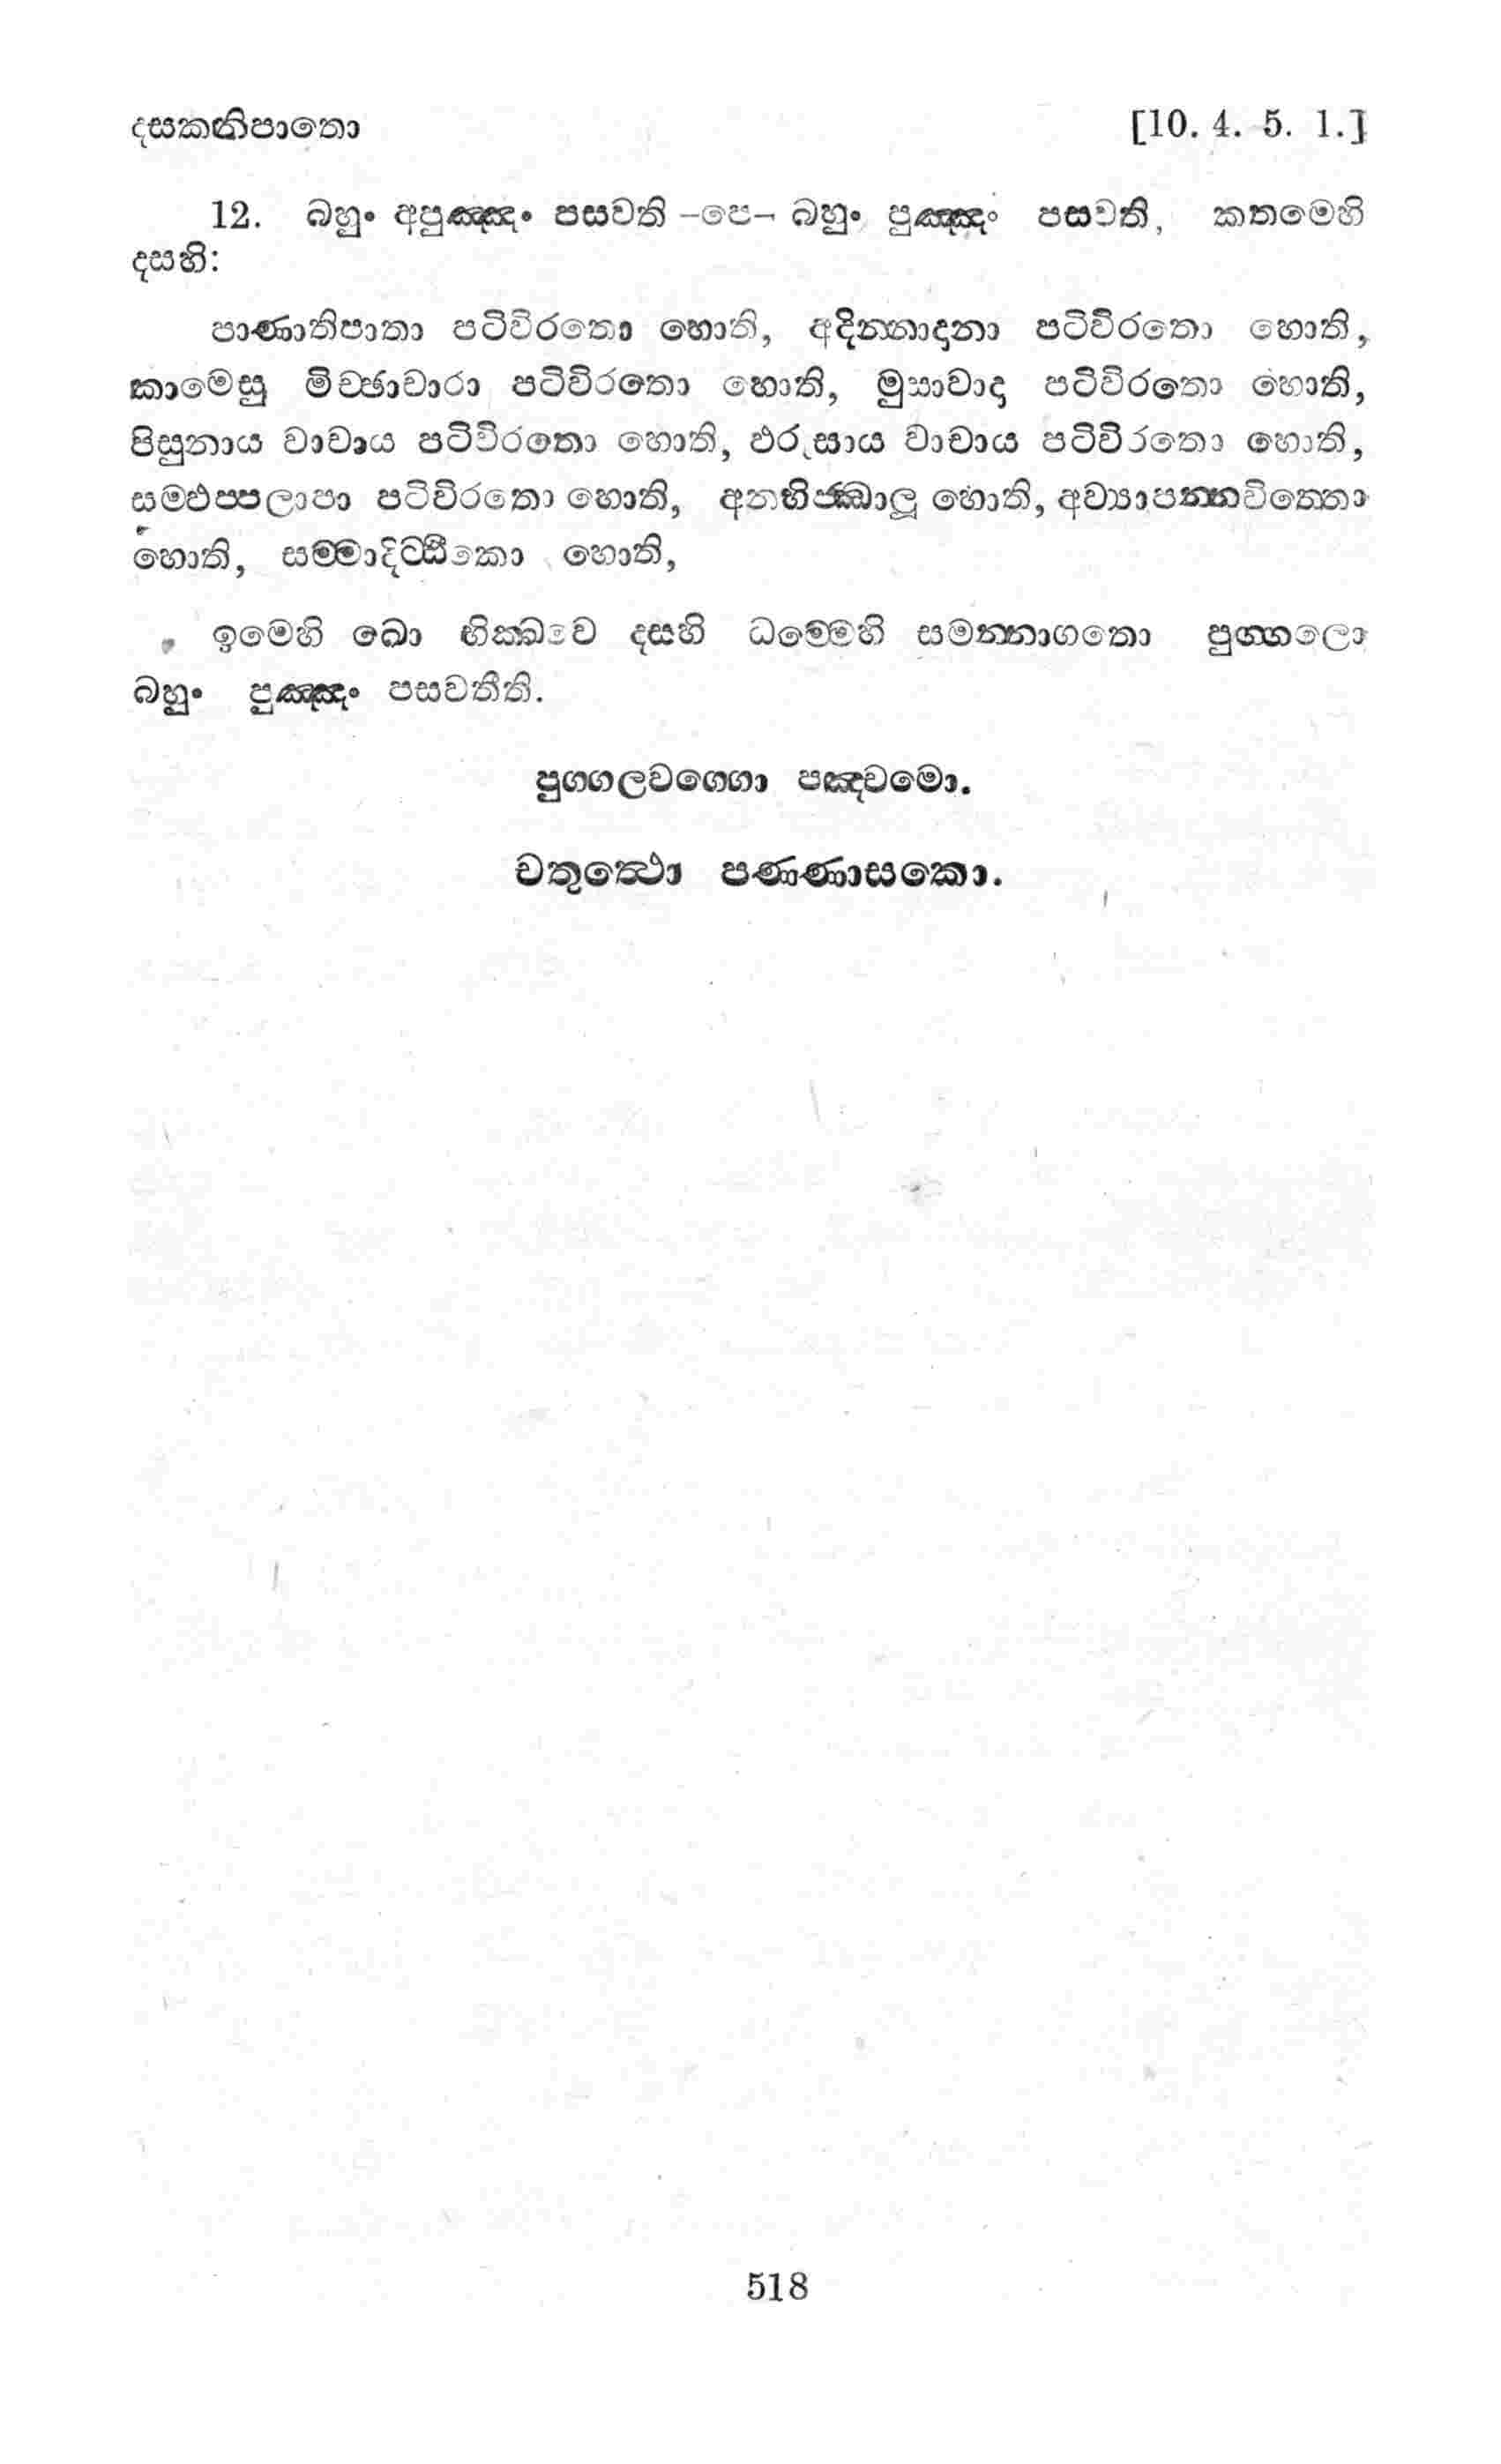 දසකනිපාතො [10. 4. 5. 1.]
12. බහුං අපුඤ්ඤං පසවති -පෙ- බහුං පුඤ්ඤං පසවති, කතමෙහි
දසහි:
පාණාතිපාතා පටිවිරතො හොති, අදින්නාදානා පටිවිරතො හොති,
කාමෙසු මිච්ඡාචාරා පටිවිරතො හොති, මුසාවාදා පටිවිරතො හොති,
පිසුනාය වාචාය පටිවිරතො හොති, ඵරුසාය වාචාය පටිවිරතො හොති,
සම්ඵප්පලාපා පටිවිරතො හොති, අනභිජ්ඣාලූ හොති, අව්‍යාපන්නචිත්තො
හොති, සම්මාදිට්ඨිකො හොති,
ඉමෙහි ඛො භික්ඛවෙ දසහි ධම්මෙහි සමන්නාගතො පුග්ගලො
බහුං පුඤ්ඤං පසවතීති.
පුග්ගලවග්ගො පඤ්චමො.
චතුත්ථො පණ්ණාසකො.
518